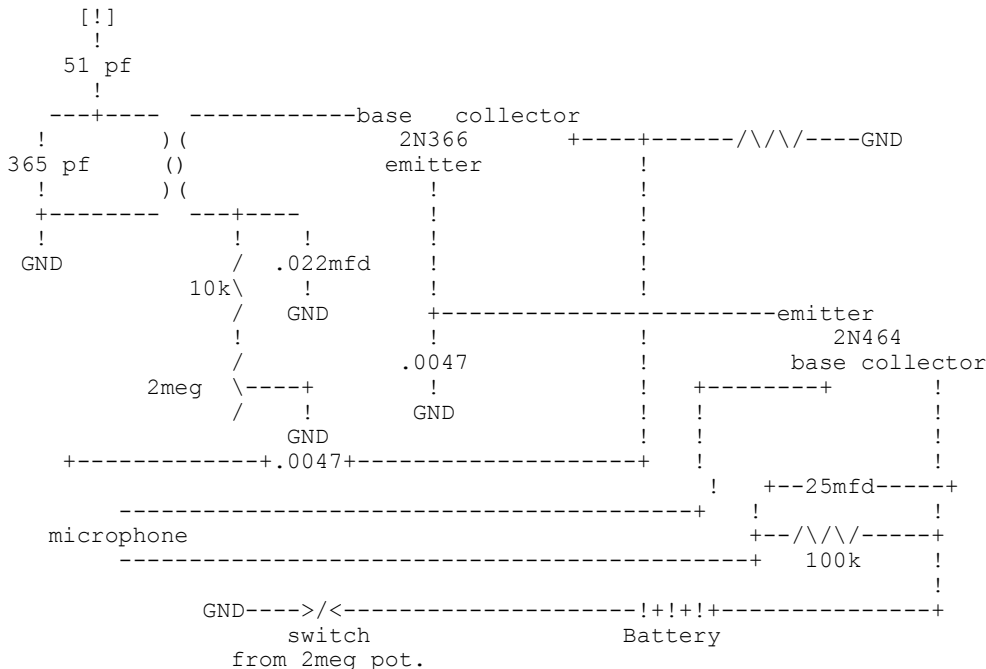 [!]
!
51 pf
!
---+---- ------------base collector
! ) ( 2N366 +----+------/\/\/----GND
365 pf () emitter !
! ) ( ! !
+-------- ---+---- ! !
! ! ! ! !
GND / .022mfd ! !
10k\ ! ! !
/ GND +------------------------emitter
! ! ! 2N464
/ .0047 ! base collector
2meg \----+ ! ! +--------+ !
/ ! GND ! ! !
GND ! ! !
+-------------+.0047+--------------------+ ! !
! +--25mfd-----+
-----------------------------------------+ ! !
microphone +--/\/\/-----+
---------------------------------------------+ 100k !
!
GND---->/<---------------------!+!+!+---------------+
switch Battery
from 2meg pot.